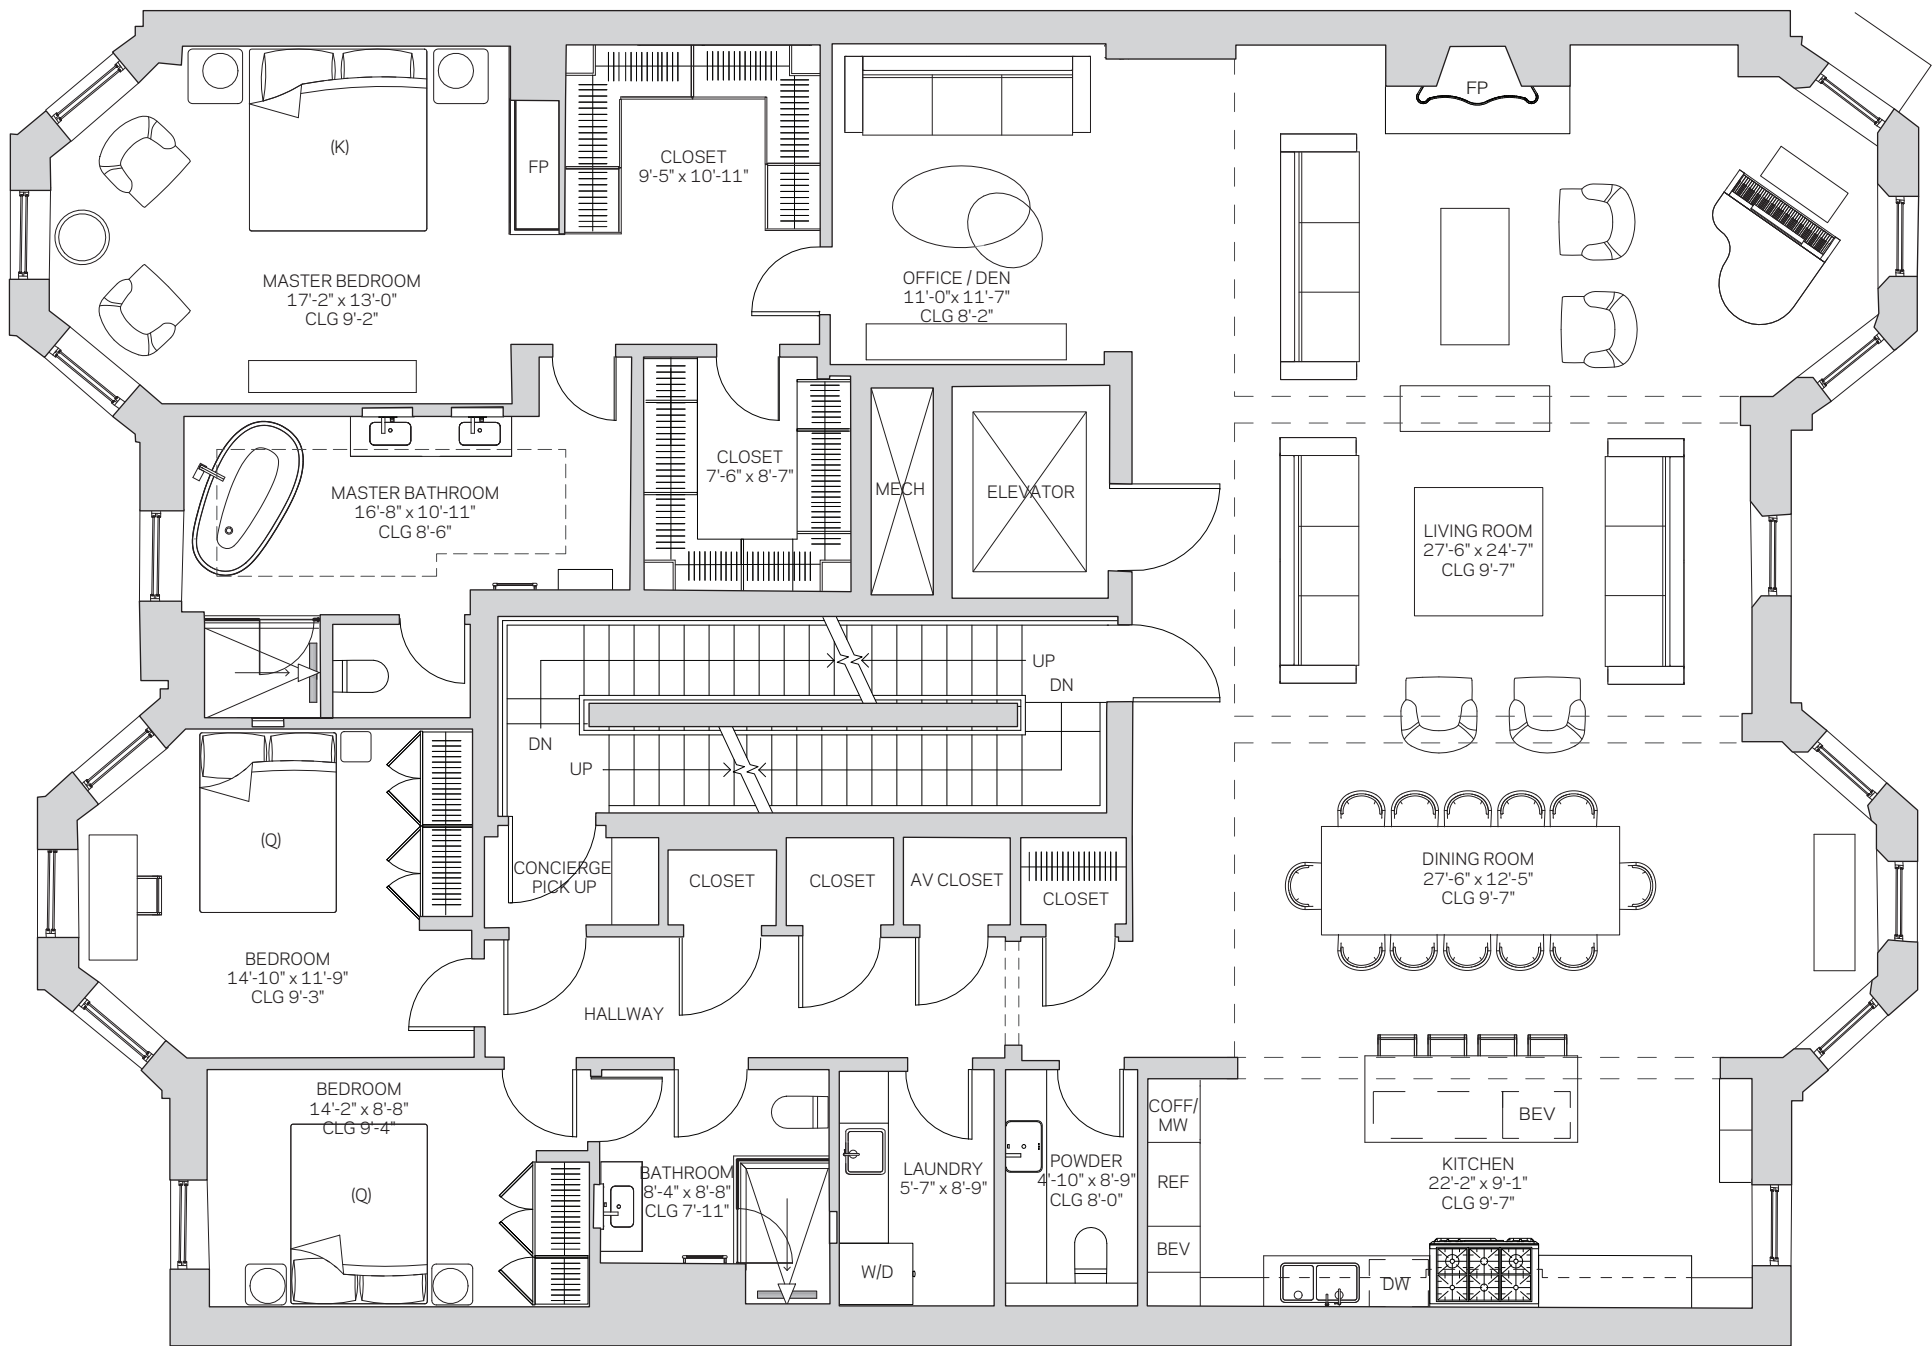 FP
(K)
FP
CLOSET
9'-5" x 10'-11"
MASTER BEDROOM
17'-2" x 13'-0"
CLG 9'-2"
OFFICE / DEN
11'-0"x 11'-7"
CLG 8'-2"
CLOSET
7'-6" x 8'-7"
MASTER BATHROOM
16'-8" x 10'-11"
CLG 8'-6"
MECH
ELEVATOR
LIVING ROOM
27'-6" x 24'-7"
CLG 9'-7"
UP
DN
DN
UP
(Q)
CONCIERGE
PICK UP
CLOSET
CLOSET
AV CLOSET
CLOSET
DINING ROOM
27'-6" x 12'-5"
CLG 9'-7"
BEDROOM
14'-10" x 11'-9"
CLG 9'-3"
HALLWAY
BEDROOM
14'-2" x 8'-8"
CLG 9'-4"
(Q)
BATHROOM
8'-4" x 8'-8"
CLG 7'-11"
LAUNDRY
5'-7" x 8'-9"
W/D
POWDER
4'-10" x 8'-9"
CLG 8'-0"
COFF/
MW
REF
BEV
BEV
KITCHEN
22'-2" x 9'-1"
CLG 9'-7"
DW